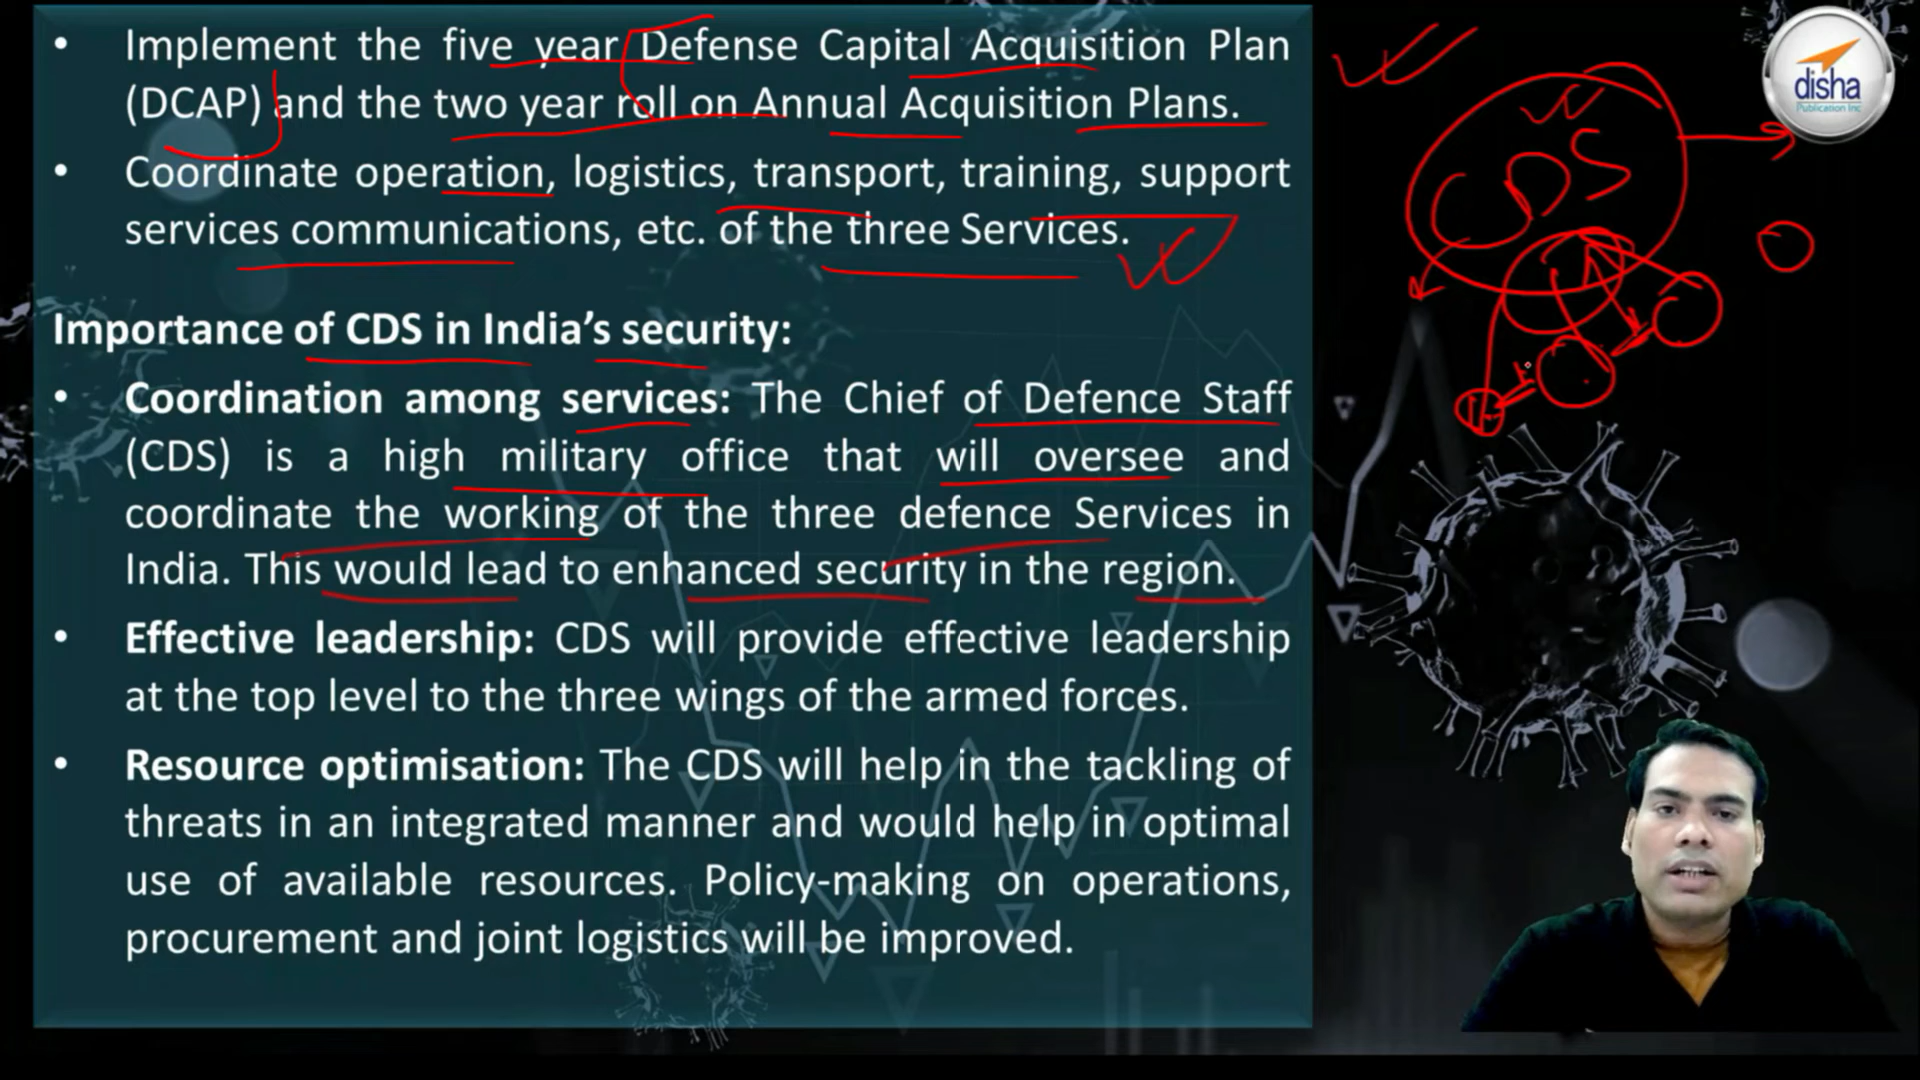 • Implement the five year Defense Capital Acquisition Plan
(DCAP) and the two year roll on Annual Acquisition Plans.
• Coordinate operation, logistics, transport, training, support
services communications, etc. of the three Services.
Importance of CDS in India’s security:
• Coordination among services: The Chief of Defence Staff
(CDS) is a high military office that will oversee and
coordinate the working of the three defence Services in
India. This would lead to enhanced security in the region.
• Effective leadership: CDS will provide effective leadership
at the top level to the three wings of the armed forces.
• Resource optimisation: The CDS will help in the tackling of
threats in an integrated manner and would help in optimal
use of available resources. Policy-making on operations,
procurement and joint logistics will be improved.
CDS
disha
Publication Inc